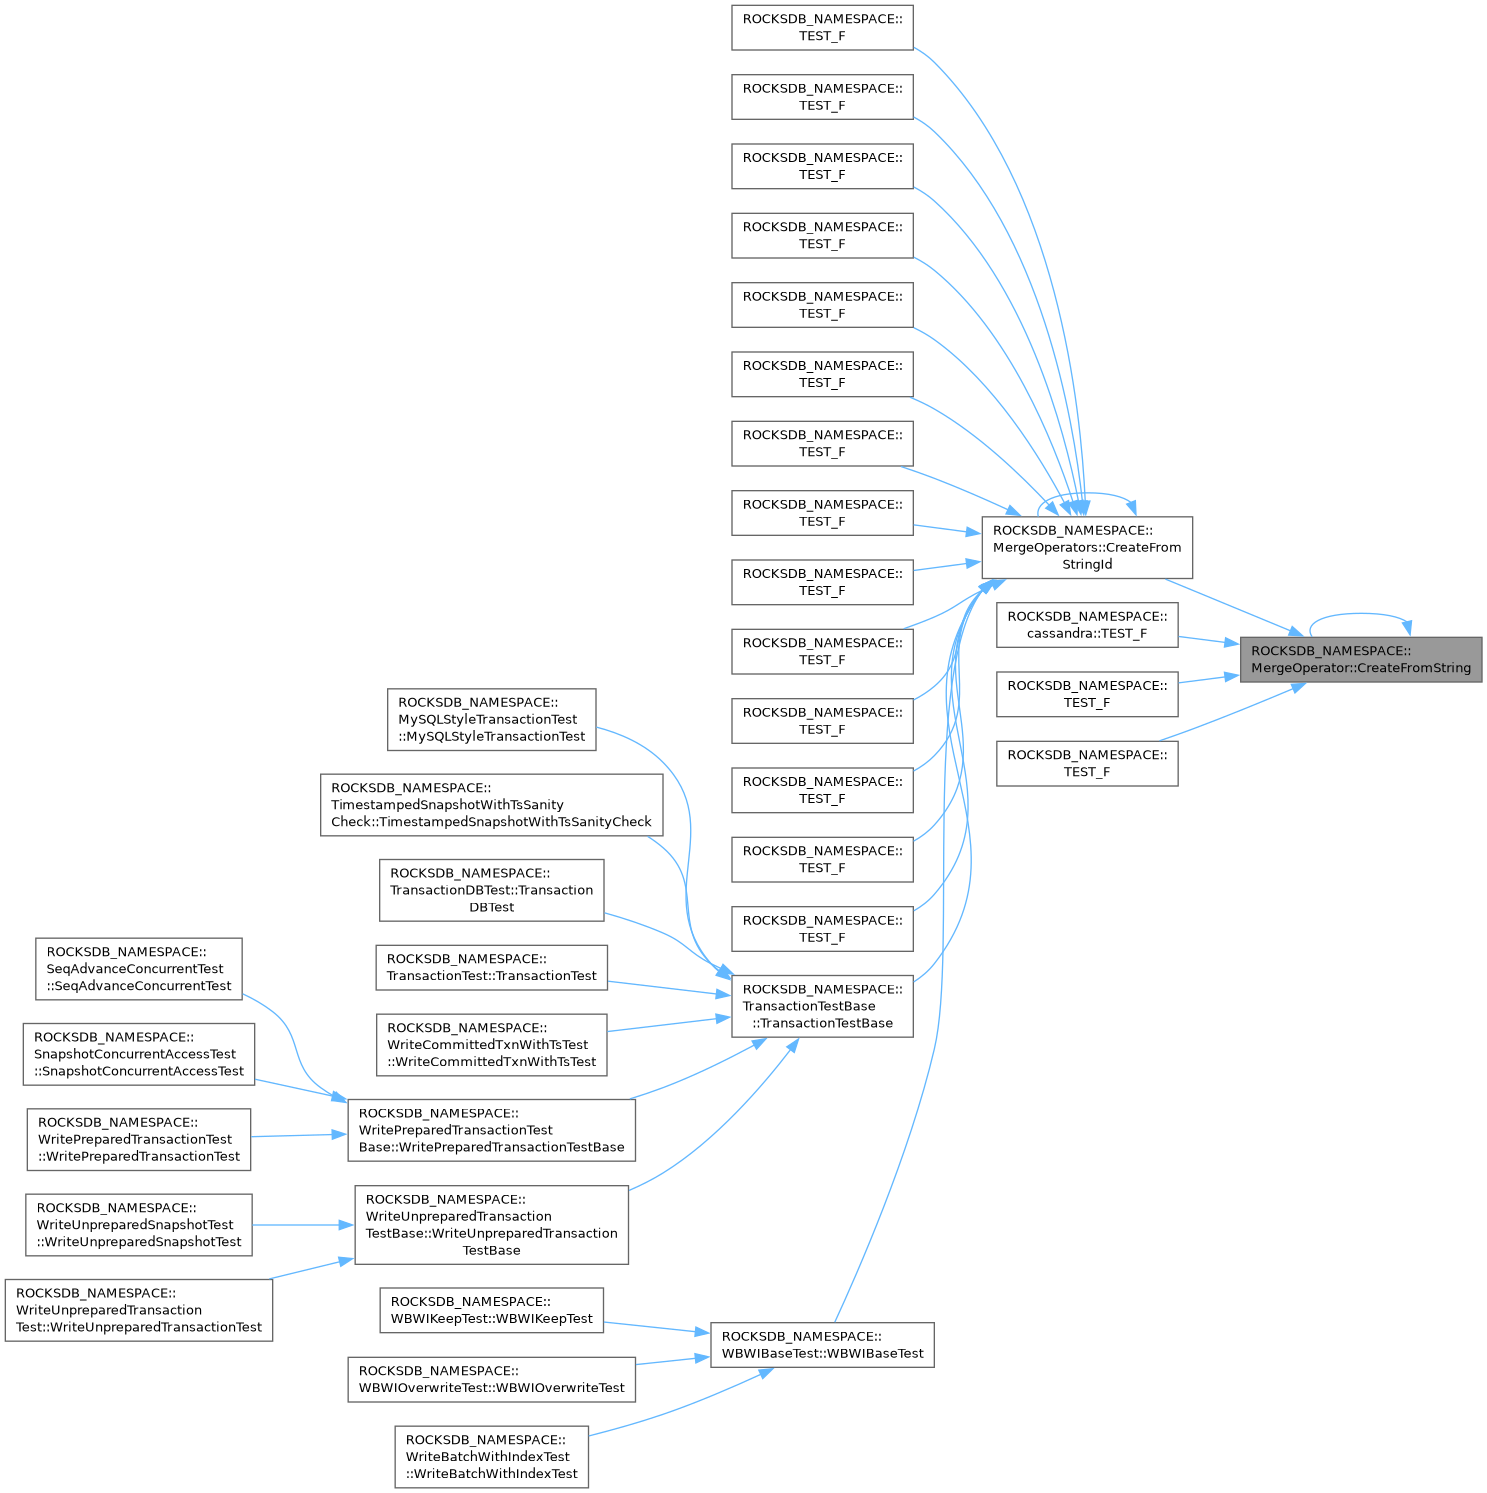 ROCKSDB_NAMESPACE::
TEST_F
ROCKSDB_NAMESPACE::
TEST_F
ROCKSDB_NAMESPACE::
TEST_F
ROCKSDB_NAMESPACE::
TEST_F
ROCKSDB_NAMESPACE::
TEST_F
ROCKSDB_NAMESPACE::
TEST_F
ROCKSDB_NAMESPACE::
TEST_F
ROCKSDB_NAMESPACE::
TEST_F
ROCKSDB_NAMESPACE::
TEST_F
ROCKSDB_NAMESPACE::
TEST_F
ROCKSDB_NAMESPACE::
TEST_F
ROCKSDB_NAMESPACE::
TEST_F
ROCKSDB_NAMESPACE::
TEST_F
ROCKSDB_NAMESPACE::
TEST_F
ROCKSDB_NAMESPACE::
MergeOperators::CreateFrom
StringId
ROCKSDB_NAMESPACE::
cassandra::TEST_F
ROCKSDB_NAMESPACE::
TEST_F
ROCKSDB_NAMESPACE::
TEST_F
ROCKSDB_NAMESPACE::
MergeOperator::CreateFromString
ROCKSDB_NAMESPACE::
MySQLStyleTransactionTest
::MySQLStyleTransactionTest
ROCKSDB_NAMESPACE::
TimestampedSnapshotWithTsSanity
Check::TimestampedSnapshotWithTsSanityCheck
ROCKSDB_NAMESPACE::
TransactionDBTest::Transaction
DBTest
ROCKSDB_NAMESPACE::
TransactionTest::TransactionTest
ROCKSDB_NAMESPACE::
WriteCommittedTxnWithTsTest
::WriteCommittedTxnWithTsTest
ROCKSDB_NAMESPACE::
TransactionTestBase
::TransactionTestBase
ROCKSDB_NAMESPACE::
SeqAdvanceConcurrentTest
::SeqAdvanceConcurrentTest
ROCKSDB_NAMESPACE::
SnapshotConcurrentAccessTest
::SnapshotConcurrentAccessTest
ROCKSDB_NAMESPACE::
WritePreparedTransactionTest
::WritePreparedTransactionTest
ROCKSDB_NAMESPACE::
WritePreparedTransactionTest
Base::WritePreparedTransactionTestBase
ROCKSDB_NAMESPACE::
WriteUnpreparedSnapshotTest
::WriteUnpreparedSnapshotTest
ROCKSDB_NAMESPACE::
WriteUnpreparedTransaction
Test::WriteUnpreparedTransactionTest
ROCKSDB_NAMESPACE::
WriteUnpreparedTransaction
TestBase::WriteUnpreparedTransaction
TestBase
ROCKSDB_NAMESPACE::
WBWIKeepTest::WBWIKeepTest
ROCKSDB_NAMESPACE::
WBWIOverwriteTest::WBWIOverwriteTest
ROCKSDB_NAMESPACE::
WriteBatchWithIndexTest
::WriteBatchWithIndexTest
ROCKSDB_NAMESPACE::
WBWIBaseTest::WBWIBaseTest